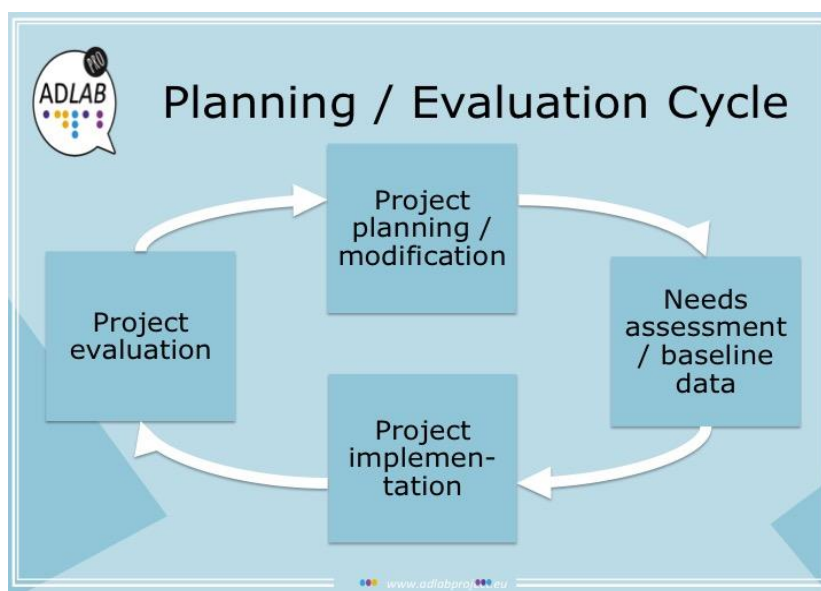 PRO
ADLAB
Planning / Evaluation Cycle
Project
planning /
modification
Needs
assessment
/ baseline
data
Project
evaluation
Project
implemen-
tation